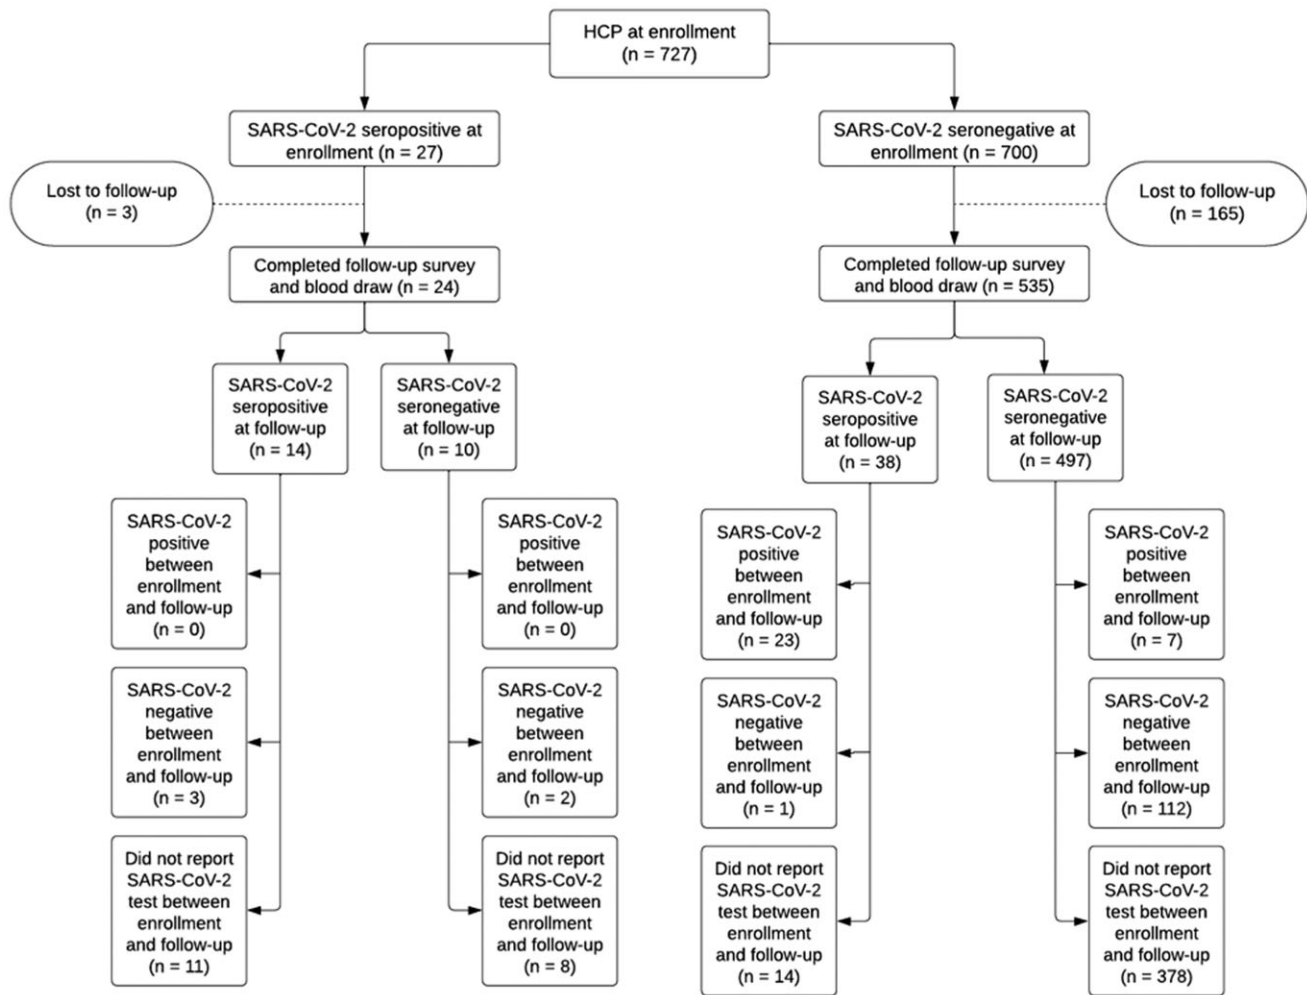 HCP at enrollment
(n = 727)
SARS-CoV-2 seropositive at
enrollment (n = 27)
SARS-CoV-2 seronegative at
enrollment (n = 700)
Lost to follow-up
(n = 3)
Lost to follow-up
(n = 165)
Completed follow-up survey
and blood draw (n = 24)
Completed follow-up survey
and blood draw (n = 535)
SARS-CoV-2
seropositive
at follow-up
(n = 14)
SARS-CoV-2
seronegative
at follow-up
(n = 10)
SARS-CoV-2
seropositive
at follow-up
(n = 38)
SARS-CoV-2
seronegative
at follow-up
(n = 497)
SARS-CoV-2
positive
between
enrollment
and follow-up
(n = 0)
SARS-CoV-2
positive
between
enrollment
and follow-up
(n = 0)
SARS-CoV-2
positive
between
enrollment
and follow-up
(n = 23)
SARS-CoV-2
positive
between
enrollment
and follow-up
(n = 7)
SARS-CoV-2
negative
between
enrollment
and follow-up
(n = 3)
SARS-CoV-2
negative
between
enrollment
and follow-up
(n = 2)
SARS-CoV-2
negative
between
enrollment
and follow-up
(n = 1)
SARS-CoV-2
negative
between
enrollment
and follow-up
(n = 112)
Did not report
SARS-CoV-2
test between
enrollment
and follow-up
(n = 11)
Did not report
SARS-CoV-2
test between
enrollment
and follow-up
(n = 8)
Did not report
SARS-CoV-2
test between
enrollment
and follow-up
(n = 14)
Did not report
SARS-CoV-2
test between
enrollment
and follow-up
(n = 378)